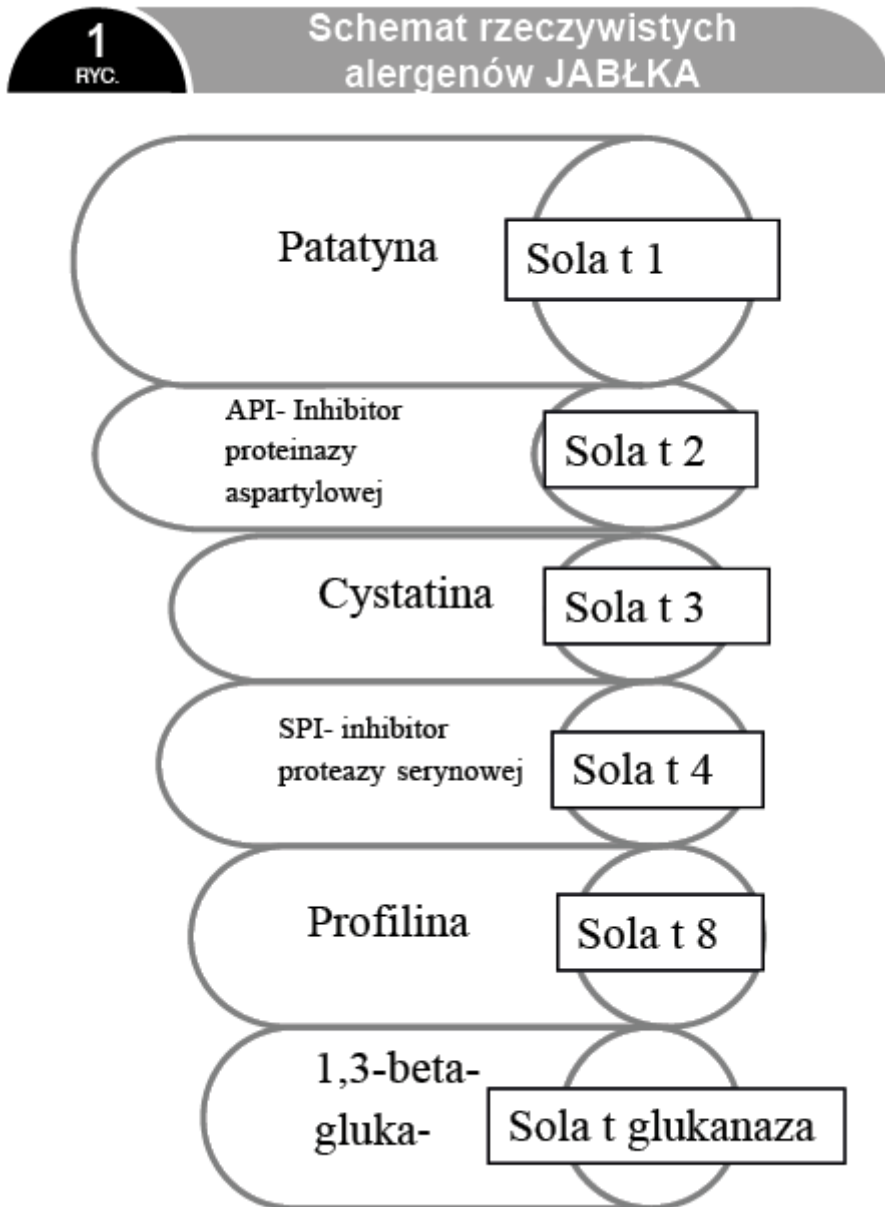 1
RYC.
Schemat rzeczywistych
alergenów JABŁKA
Patatyna
Sola t 1
API- Inhibitor
proteinazy
aspartylowej
Sola t 2
Cystatina
Sola t 3
SPI- inhibitor
proteazy serynowej
Sola t 4
Profilina
Sola t 8
1,3-beta-
gluka-
Sola t glukanaza